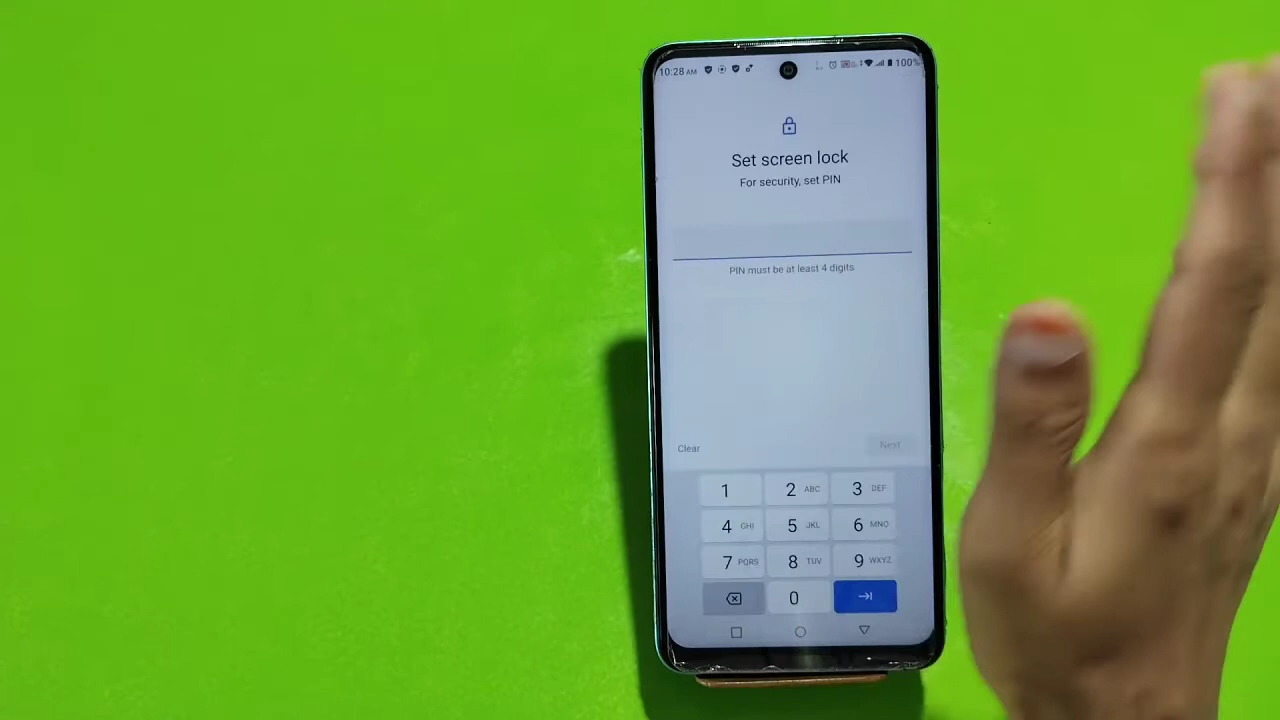 10:28 AM 100%
Set screen lock
For security, set PIN
PIN must be at least 4 digits
Clear Next
1 2 ABC 3 DEF
4 GHI 5 JKL 6 MNO
7 PQRS 8 TUV 9 WXYZ
0